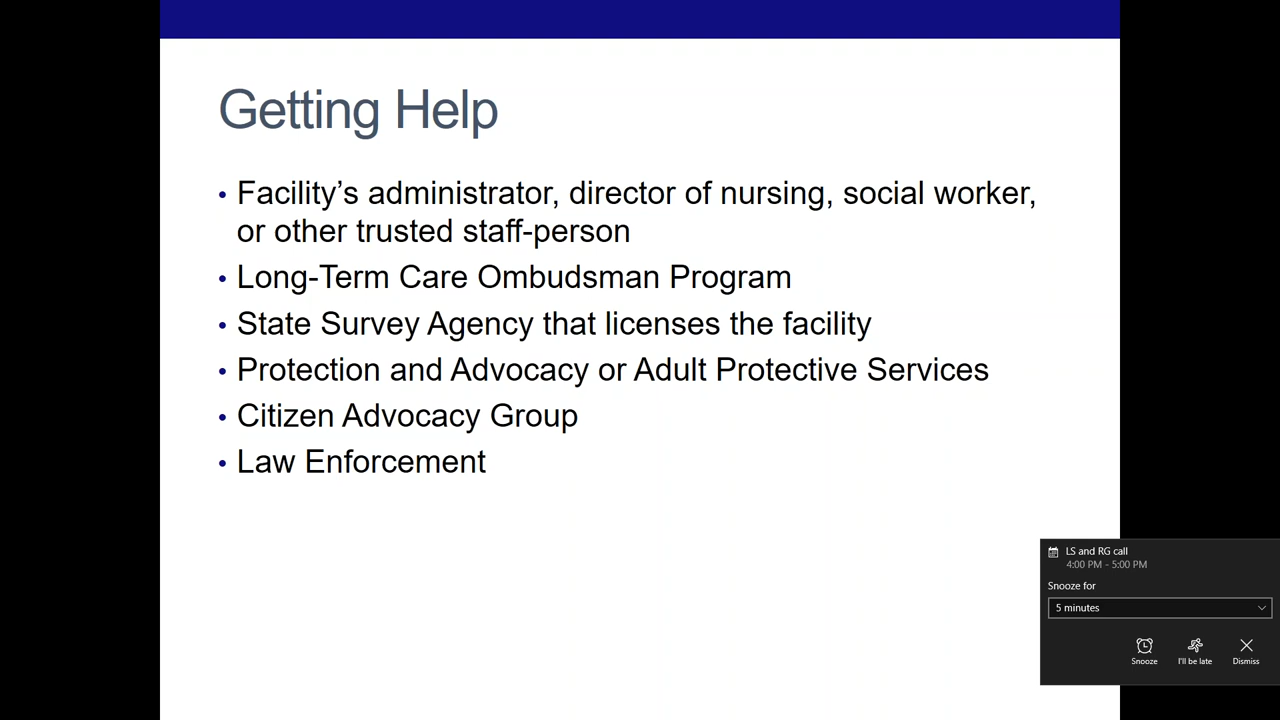 Getting Help
• Facility’s administrator, director of nursing, social worker,
or other trusted staff-person
• Long-Term Care Ombudsman Program
• State Survey Agency that licenses the facility
• Protection and Advocacy or Adult Protective Services
• Citizen Advocacy Group
• Law Enforcement
LS and RG call
4:00 PM - 5:00 PM
Snooze for
5 minutes
Snooze I'll be late Dismiss